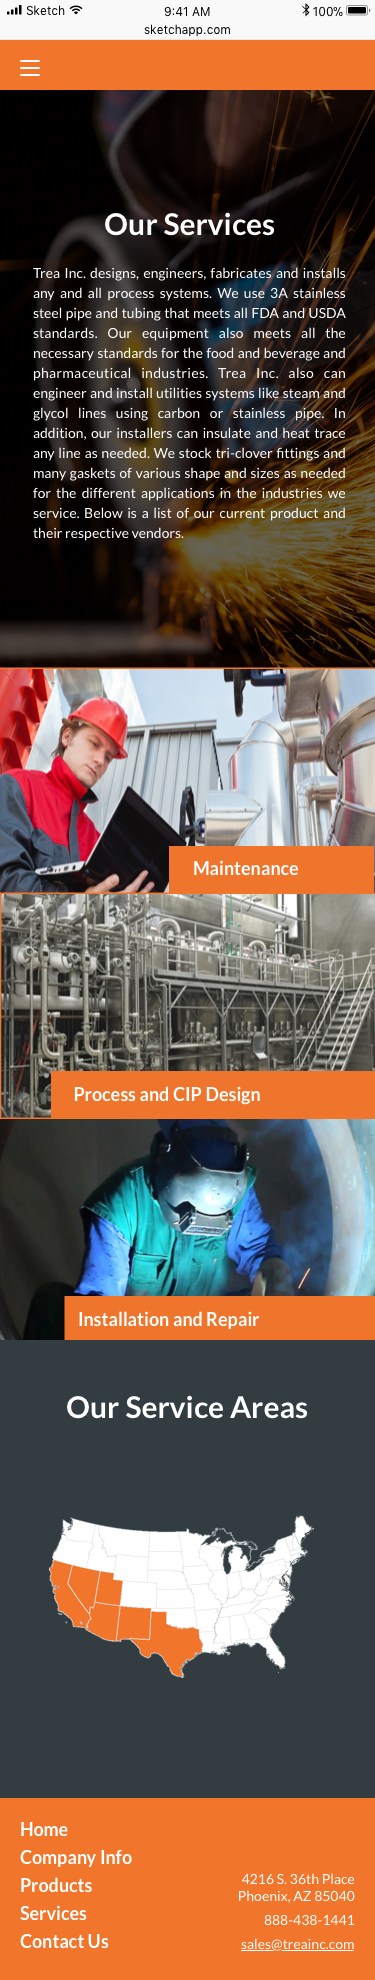 Sketch 9:41 AM 100%
sketchapp.com
Our Services
Trea Inc. designs, engineers, fabricates and installs
any and all process systems. We use 3A stainless
steel pipe and tubing that meets all FDA and USDA
standards. Our equipment also meets all the
necessary standards for the food and beverage and
pharmaceutical industries. Trea Inc. also can
engineer and install utilities systems like steam and
glycol lines using carbon or stainless pipe. In
addition, our installers can insulate and heat trace
any line as needed. We stock tri-clover fittings and
many gaskets of various shape and sizes as needed
for the different applications in the industries we
service. Below is a list of our current product and
their respective vendors.
Maintenance
Process and CIP Design
Installation and Repair
Our Service Areas
Home
Company Info
Products
Services
Contact Us
4216 S. 36th Place
Phoenix, AZ 85040
888-438-1441
sales@treainc.com